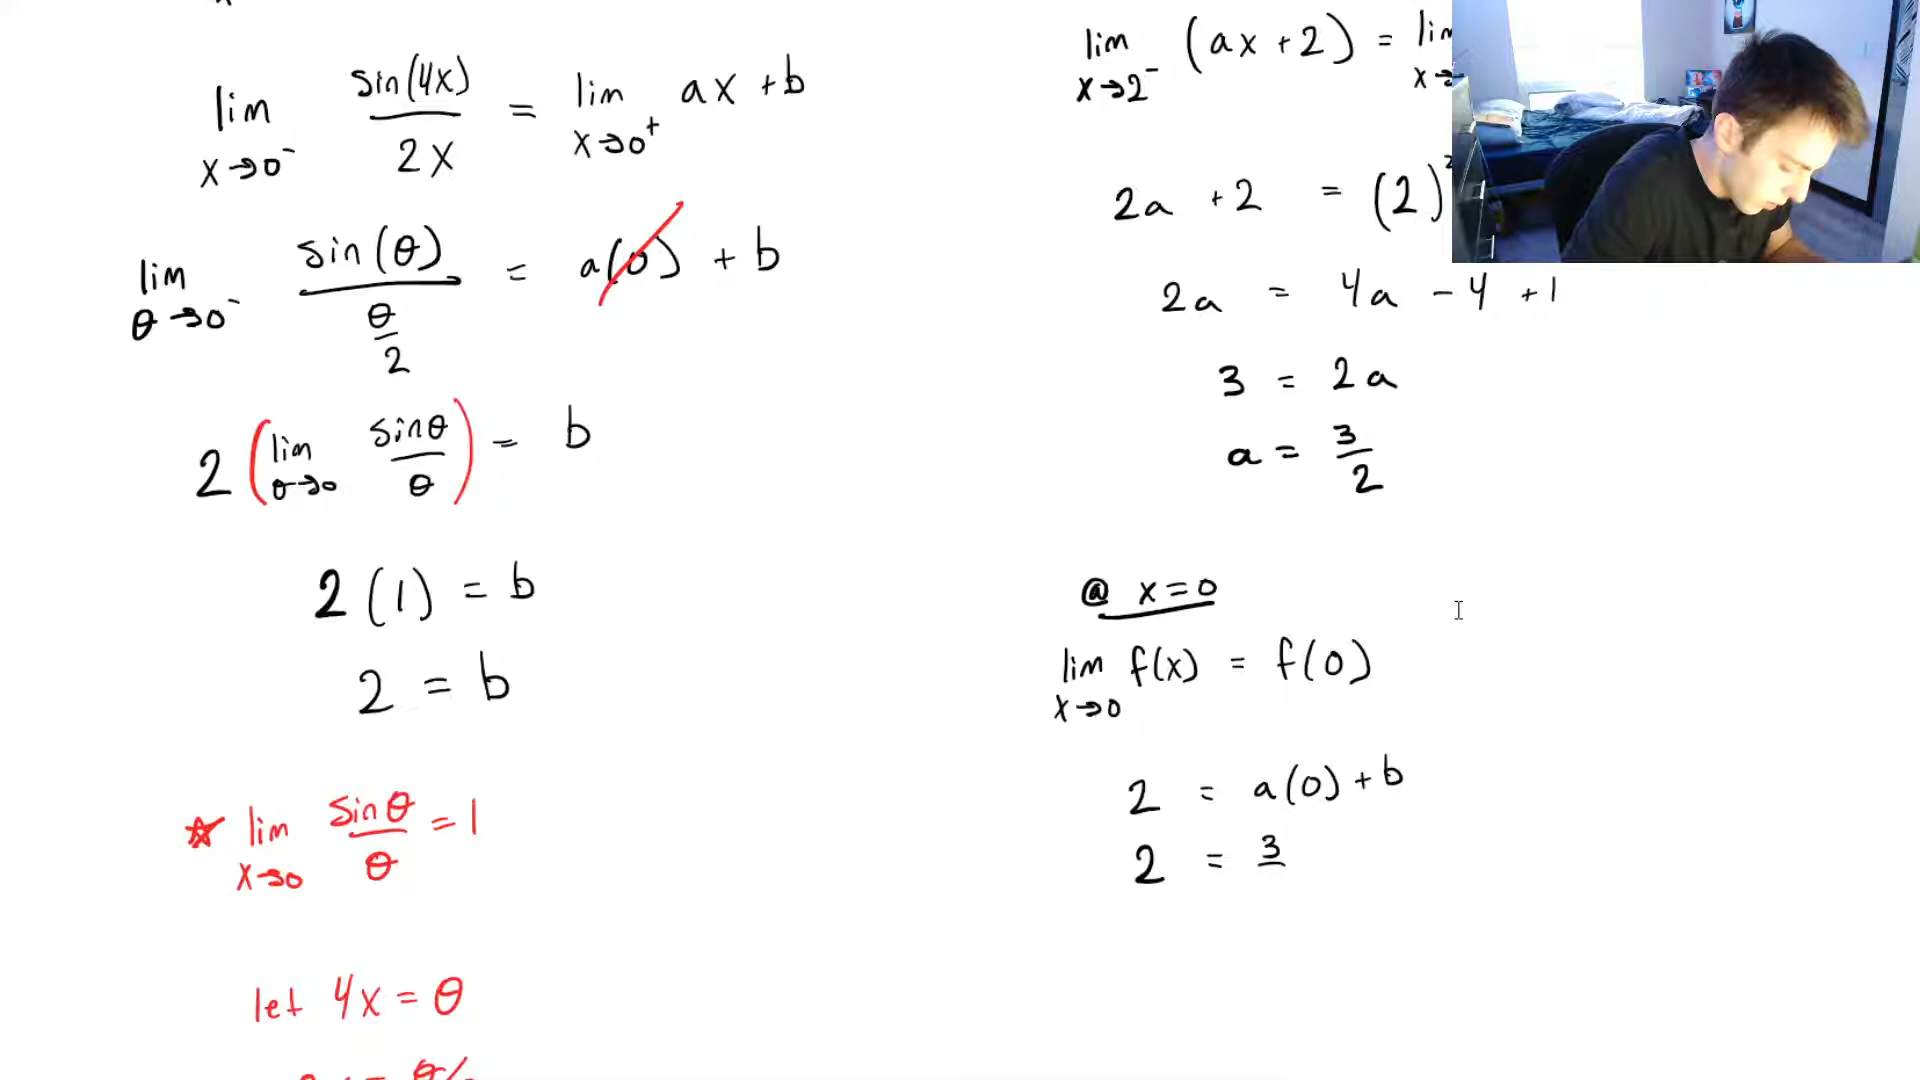 lim sin(4x)/2x = lim ax + b
x→0⁻ x→0⁺
lim sin(θ)/(θ/2) = a(0) + b
θ→0⁻
2(lim sinθ/θ) = b
θ→0
2(1) = b
2 = b
☆ lim sinθ/θ = 1
x→0
let 4x = θ
lim (ax + 2) = lim
x→2⁻ x→
2a + 2 = (2)²
2a = 4a - 4 + 1
3 = 2a
a = 3/2
@ x = 0
lim f(x) = f(0)
x→0
2 = a(0) + b
2 = 3